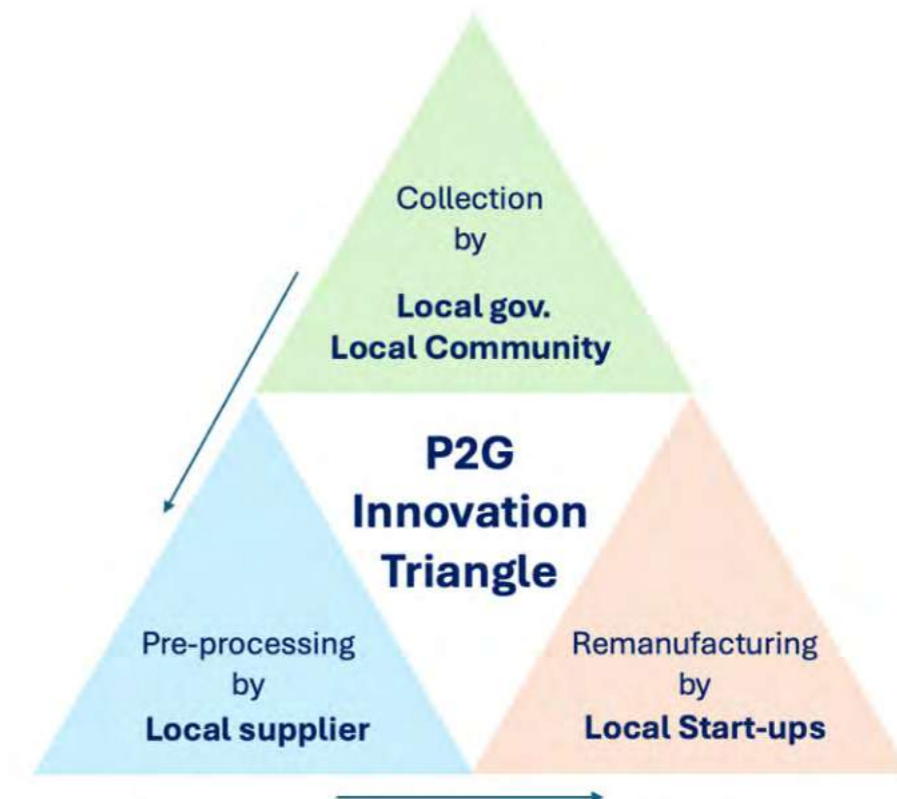 Collection
by
Local gov.
Local Community
P2G
Innovation
Triangle
Pre-processing
by
Local supplier
Remanufacturing
by
Local Start-ups